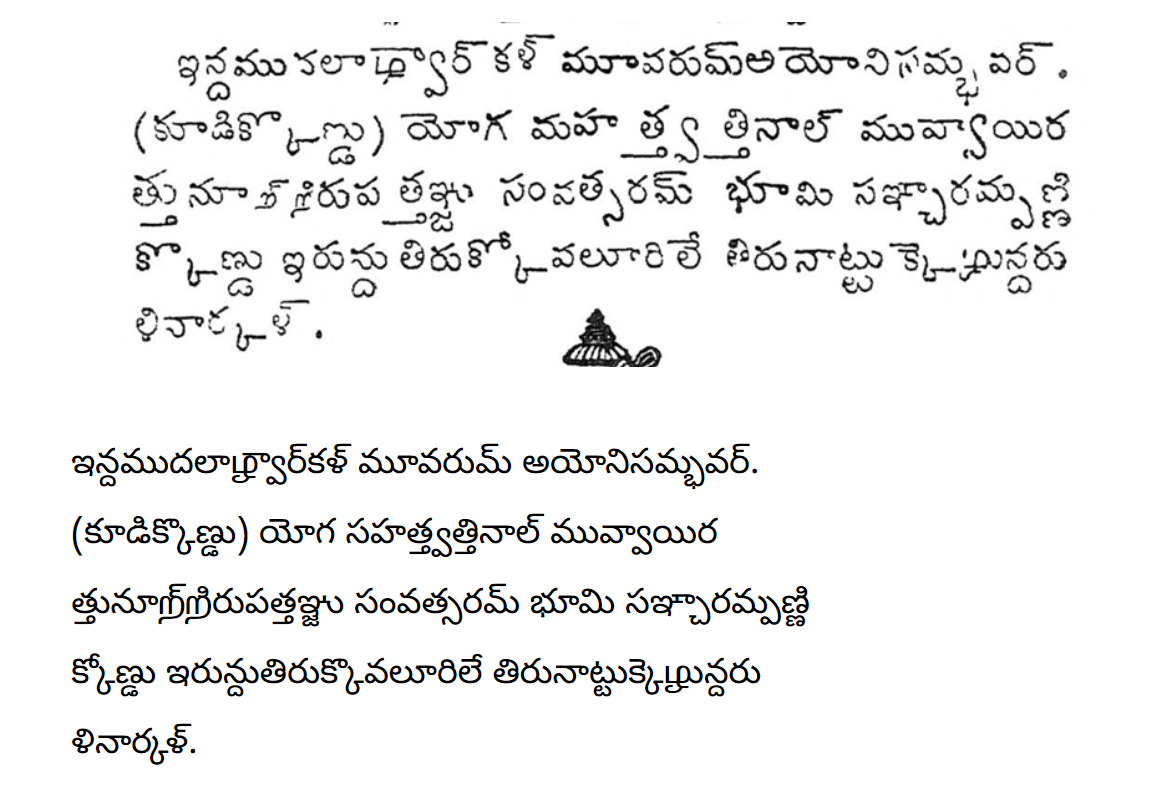 ఇన్దముదలాழ్వార్ కళ్ మూవరుమ్ అయోనిసమ్భవర్.
(కూడిక్కొణ్డు) యోగ మహత్త్వత్తినాల్ మువ్వాయిర
త్తునూఱ్ఱిరుపత్తఞ్జు సంవత్సరమ్ భూమి సఞ్చారమ్పణ్ణి
క్కొణ్డు ఇరున్దు తిరుక్కోవలూరిలే తిరునాట్టుక్కెఴున్దరు
ళినార్కళ్.
ఇన్దముదలాఴ్వార్‌కళ్ మూవరుమ్ అయోనిసమ్భవర్.
(కూడిక్కొణ్డు) యోగ సహత్త్వత్తినాల్ మువ్వాయిర
త్తునూఱ్ఱిరుపత్తఞ్జు సంవత్సరమ్ భూమి సఞ్చారమ్పణ్ణి
క్కోణ్డు ఇరున్దుతిరుక్కొవలూరిలే తిరునాట్టుక్కెఴున్దరు
ళినార్కళ్.